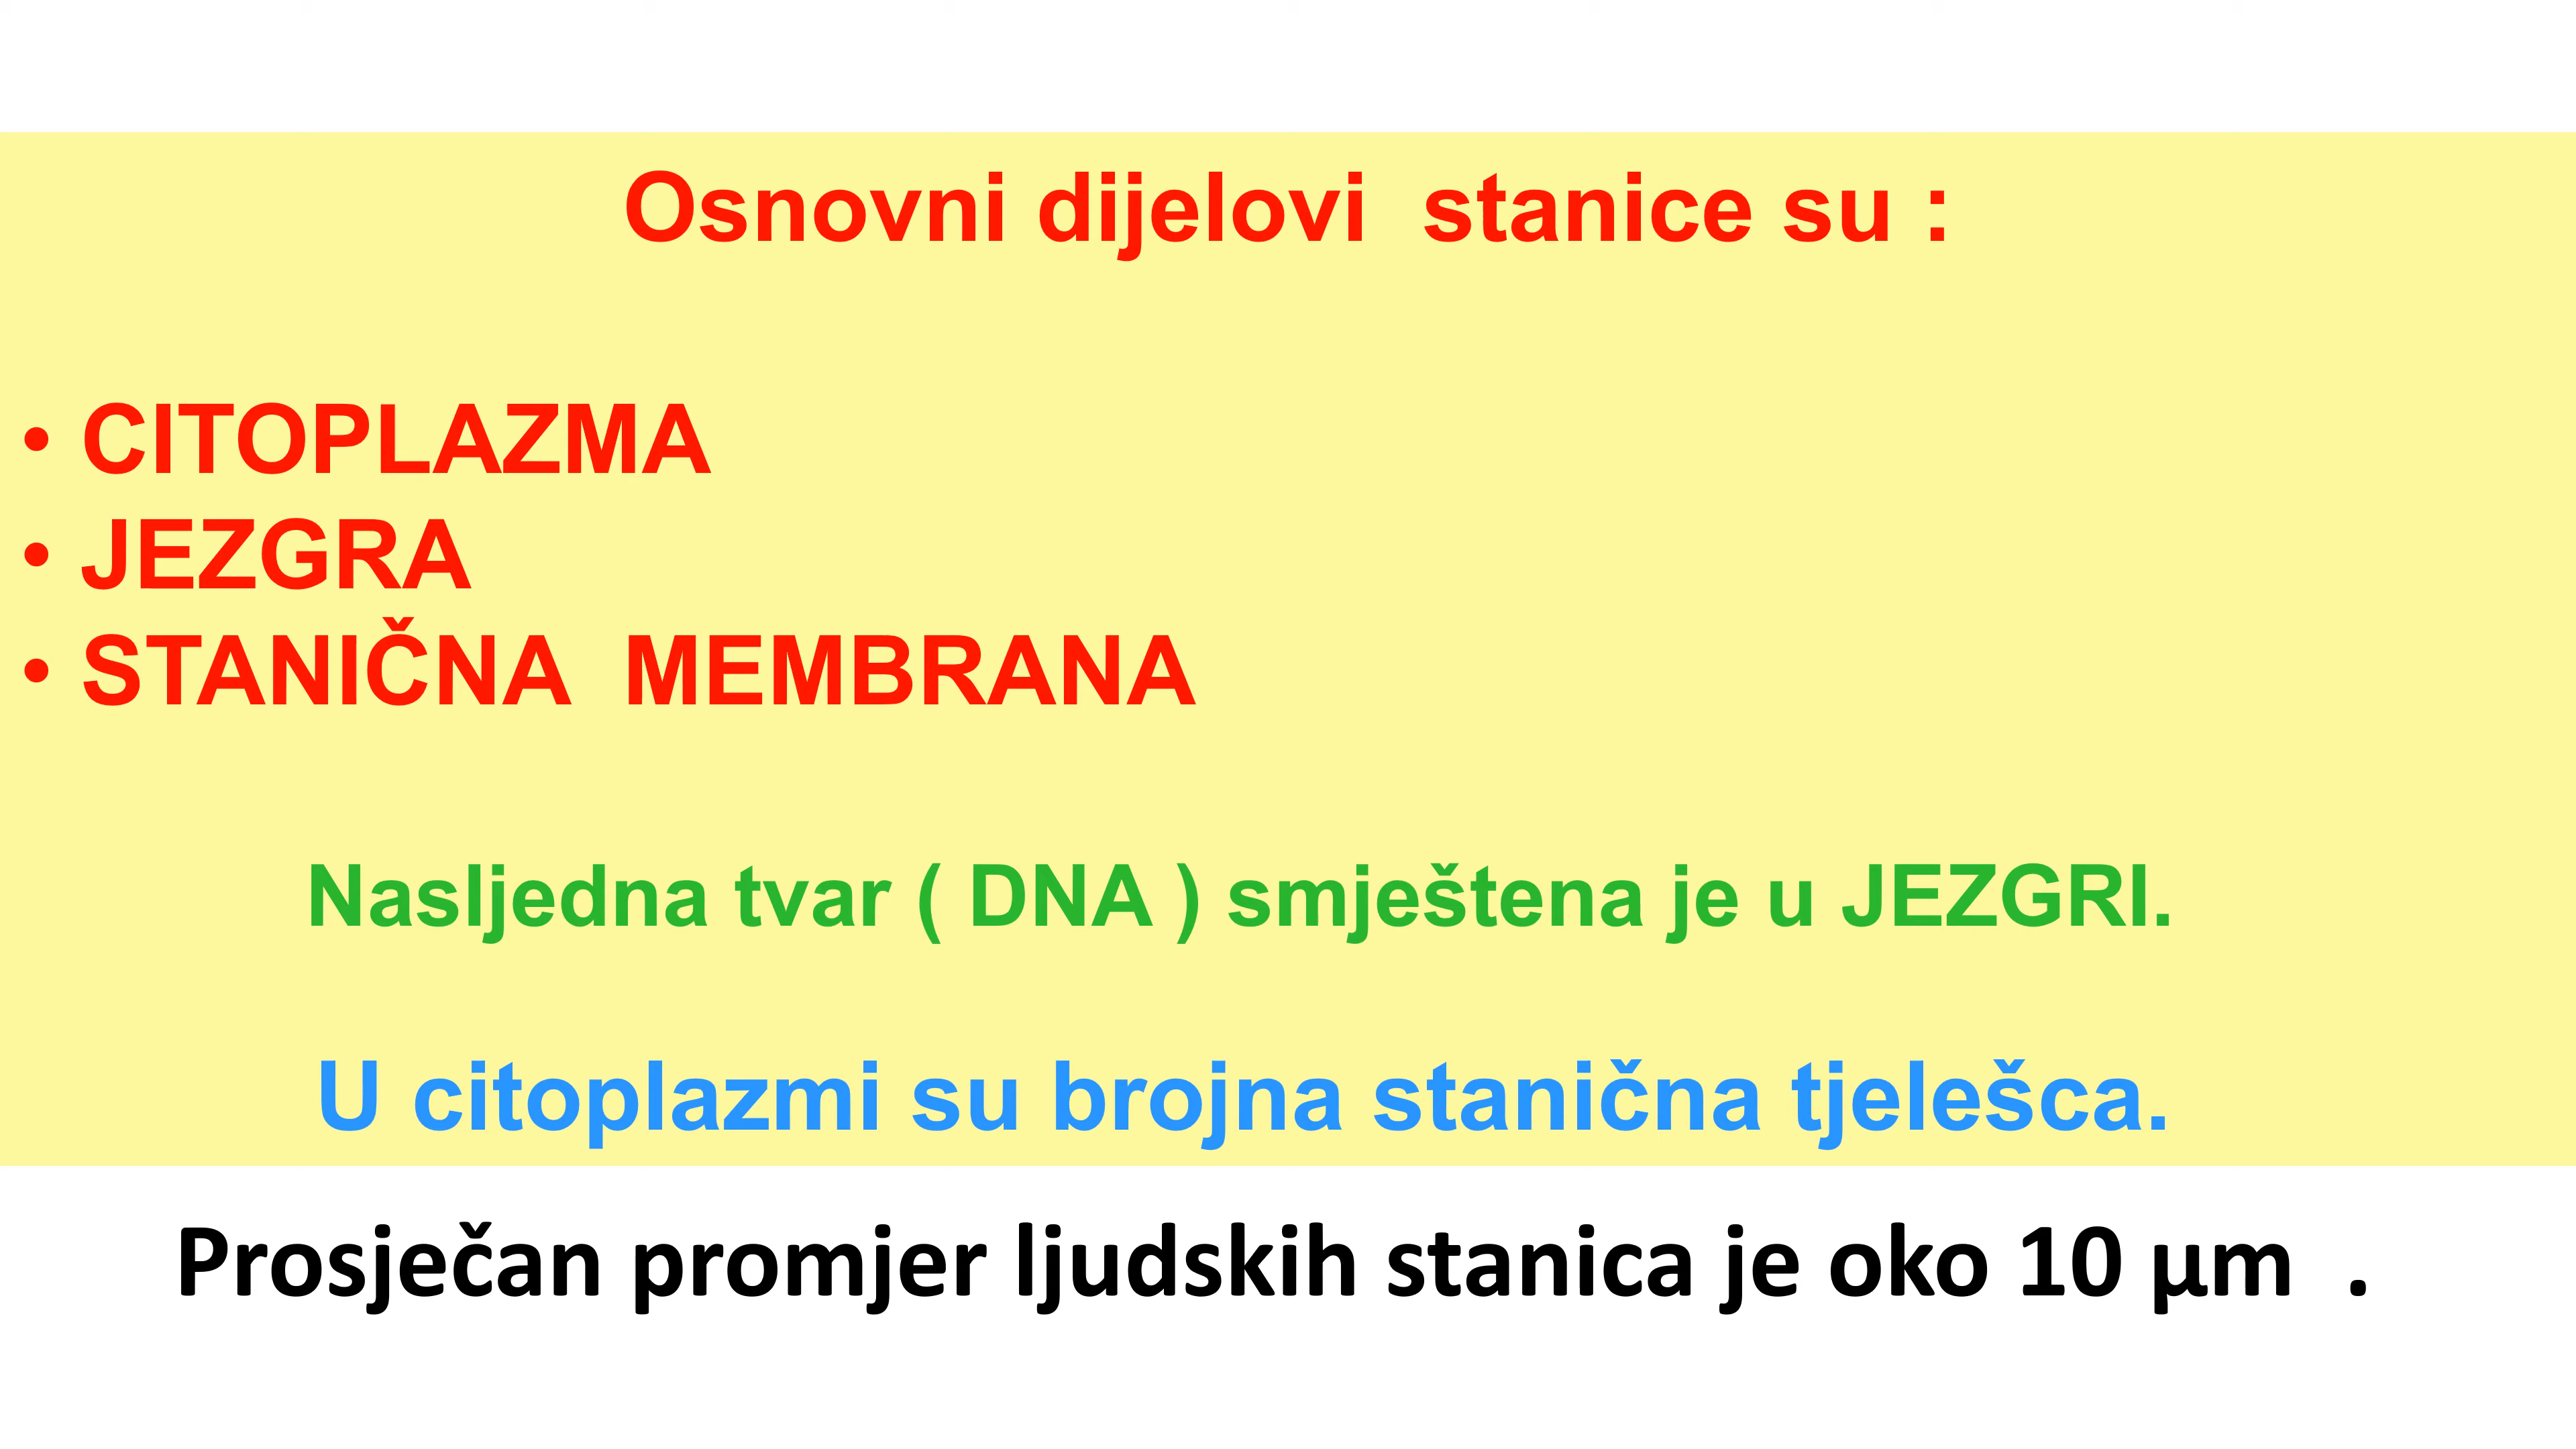 Osnovni dijelovi  stanice su :
• CITOPLAZMA
• JEZGRA
• STANIČNA  MEMBRANA
Nasljedna tvar ( DNA ) smještena je u JEZGRI.
U citoplazmi su brojna stanična tjelešca.
Prosječan promjer ljudskih stanica je oko 10 µm  .